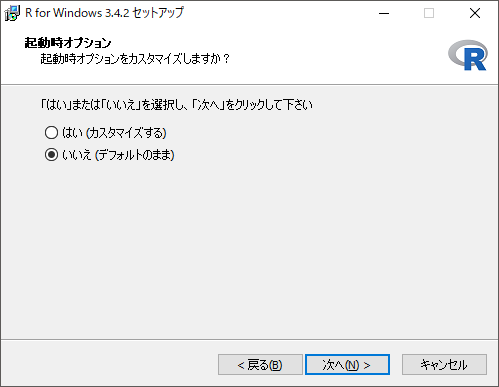 R for Windows 3.4.2 セットアップ
起動時オプション
起動時オプションをカスタマイズしますか?
「はい」または「いいえ」を選択し、「次へ」をクリックして下さい
はい (カスタマイズする)
いいえ (デフォルトのまま)
< 戻る(B) 次へ(N) > キャンセル